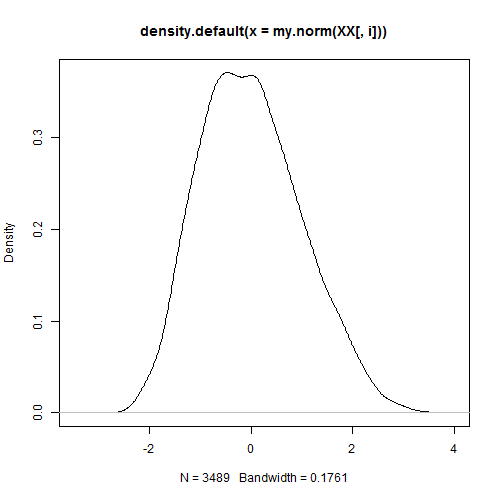 density.default(x = my.norm(XX[, i]))
Density
0.3
0.2
0.1
0.0
-2 0 2 4
N = 3489 Bandwidth = 0.1761